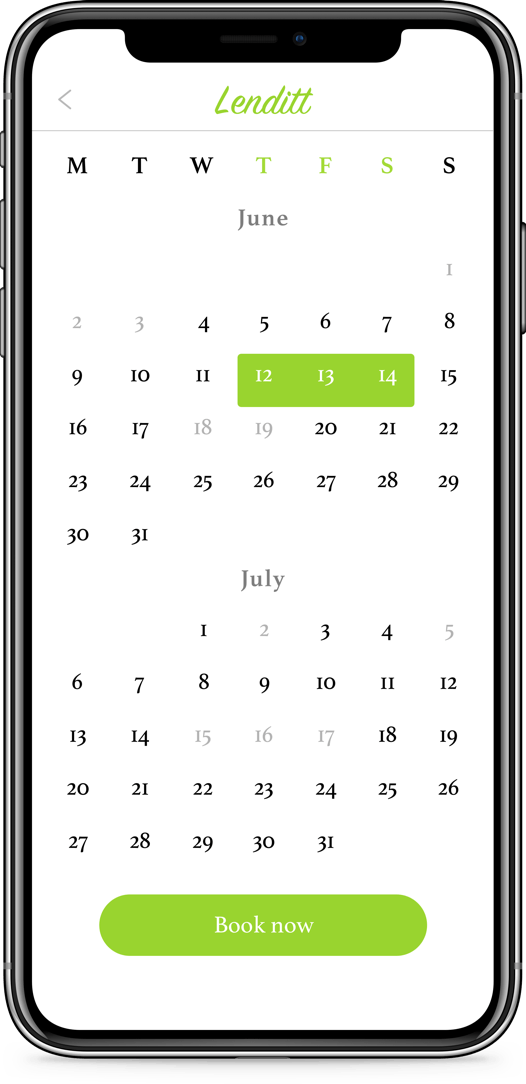 Lenditt
M T W T F S S
June
1
2 3 4 5 6 7 8
9 10 11 12 13 14 15
16 17 18 19 20 21 22
23 24 25 26 27 28 29
30 31
July
1 2 3 4 5
6 7 8 9 10 11 12
13 14 15 16 17 18 19
20 21 22 23 24 25 26
27 28 29 30 31
Book now